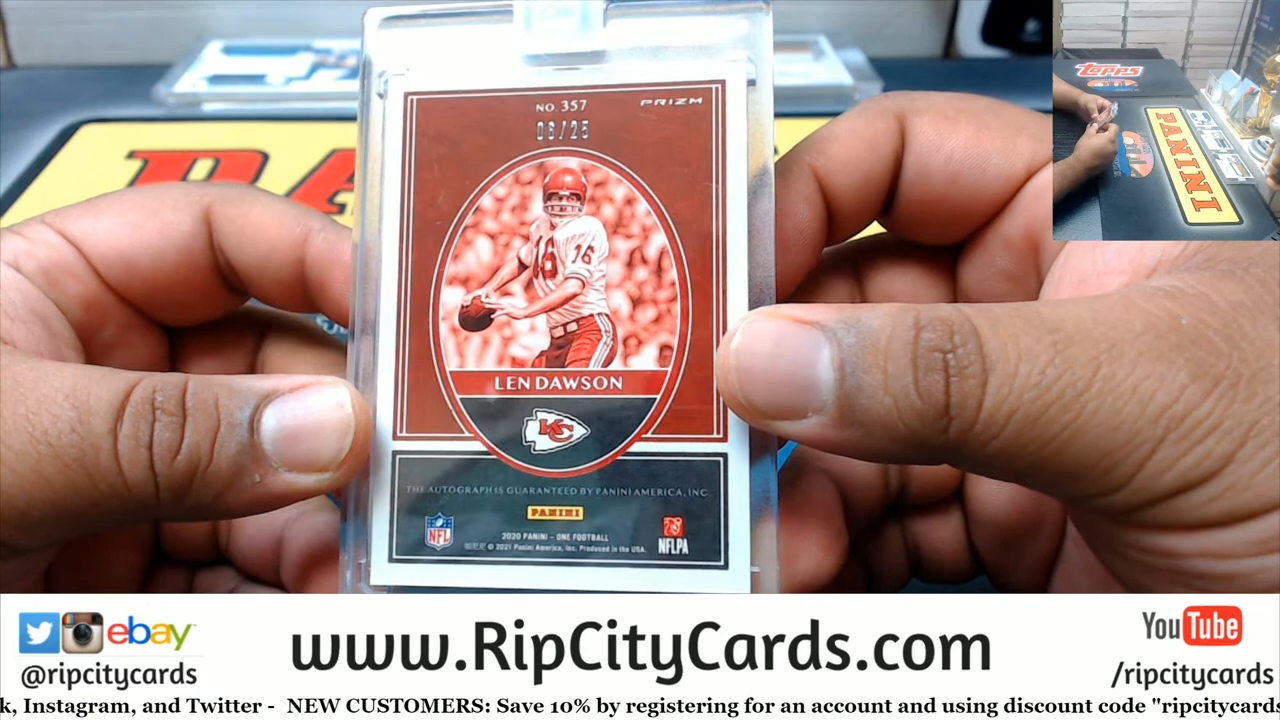 NO. 357
PRIZM
08/25
16 16
LEN DAWSON
KC
THE AUTOGRAPH IS GUARANTEED BY PANINI AMERICA, INC
PANINI
NFL
NFLPA
2020 PANINI – ONE FOOTBALL
© 2021 Panini America, Inc. Produced in the USA.
TOPPS
PANINI
ebay
@ripcitycards
www.RipCityCards.com
YouTube
/ripcitycards
k, Instagram, and Twitter - NEW CUSTOMERS: Save 10% by registering for an account and using discount code "ripcitycards